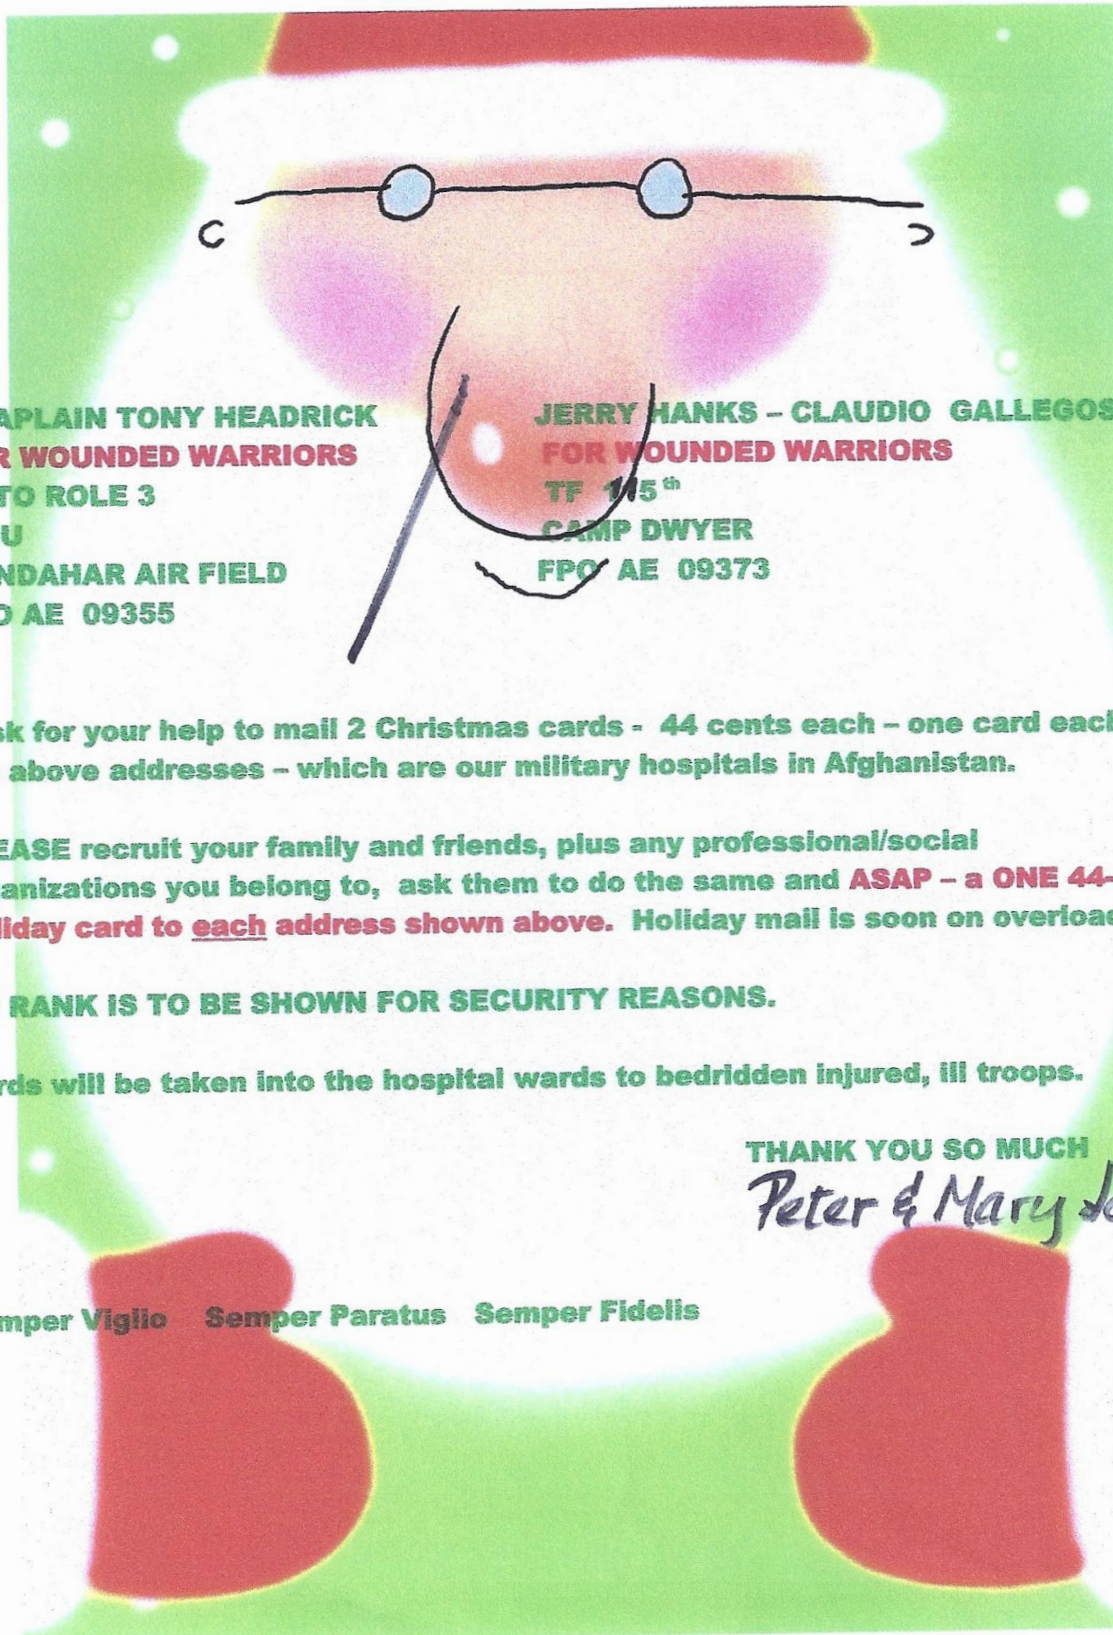 APLAIN TONY HEADRICK
R WOUNDED WARRIORS
TO ROLE 3
U
NDAHAR AIR FIELD
O AE 09355
JERRY HANKS – CLAUDIO GALLEGOS
FOR WOUNDED WARRIORS
TF 115th
CAMP DWYER
FPO AE 09373
sk for your help to mail 2 Christmas cards - 44 cents each – one card each
above addresses – which are our military hospitals in Afghanistan.
EASE recruit your family and friends, plus any professional/social
anizations you belong to, ask them to do the same and ASAP – a ONE 44-
liday card to each address shown above. Holiday mail is soon on overload
RANK IS TO BE SHOWN FOR SECURITY REASONS.
rds will be taken into the hospital wards to bedridden injured, ill troops.
THANK YOU SO MUCH
Peter & Mary
mper Viglio Semper Paratus Semper Fidelis